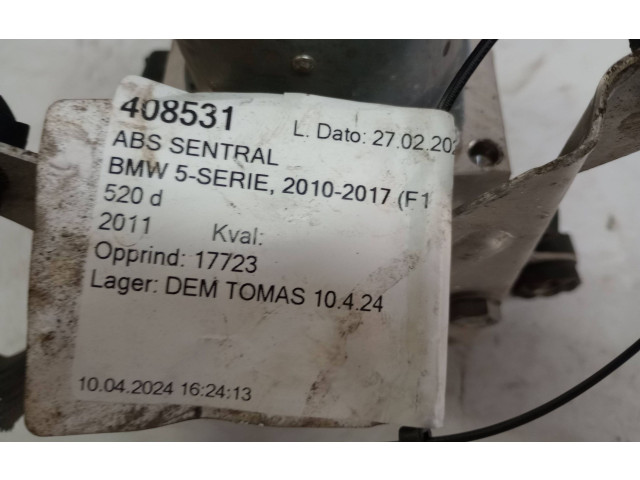 408531 L. Dato: 27.02.202
ABS SENTRAL
BMW 5-SERIE, 2010-2017 (F1
520 d
2011 Kval:
Opprind: 17723
Lager: DEM TOMAS 10.4.24
10.04.2024 16:24:13